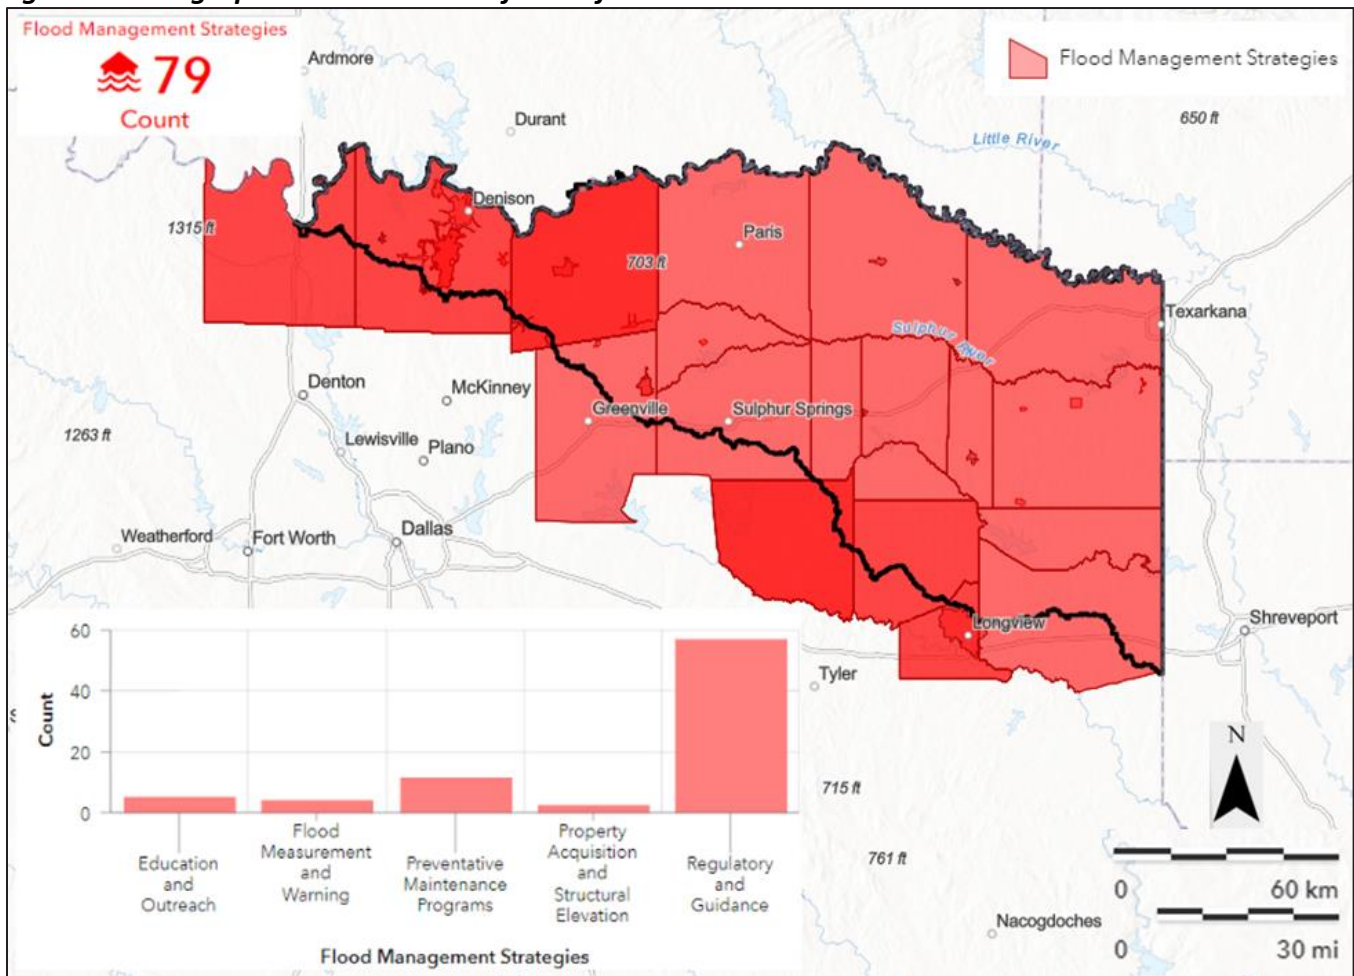 Flood Management Strategies
79
Count
Flood Management Strategies
Ardmore
Durant
650 ft
Little River
Denison
1315 ft
Paris
703 ft
Texarkana
Sulphur River
Denton
McKinney
Greenville
Sulphur Springs
1263 ft
Lewisville
Plano
Weatherford
Fort Worth
Dallas
Longview
Shreveport
Tyler
60
40
20
0
Count
Education
and
Outreach
Flood
Measurement
and
Warning
Preventative
Maintenance
Programs
Property
Acquisition
and
Structural
Elevation
Regulatory
and
Guidance
Flood Management Strategies
715 ft
761 ft
Nacogdoches
N
0 60 km
0 30 mi